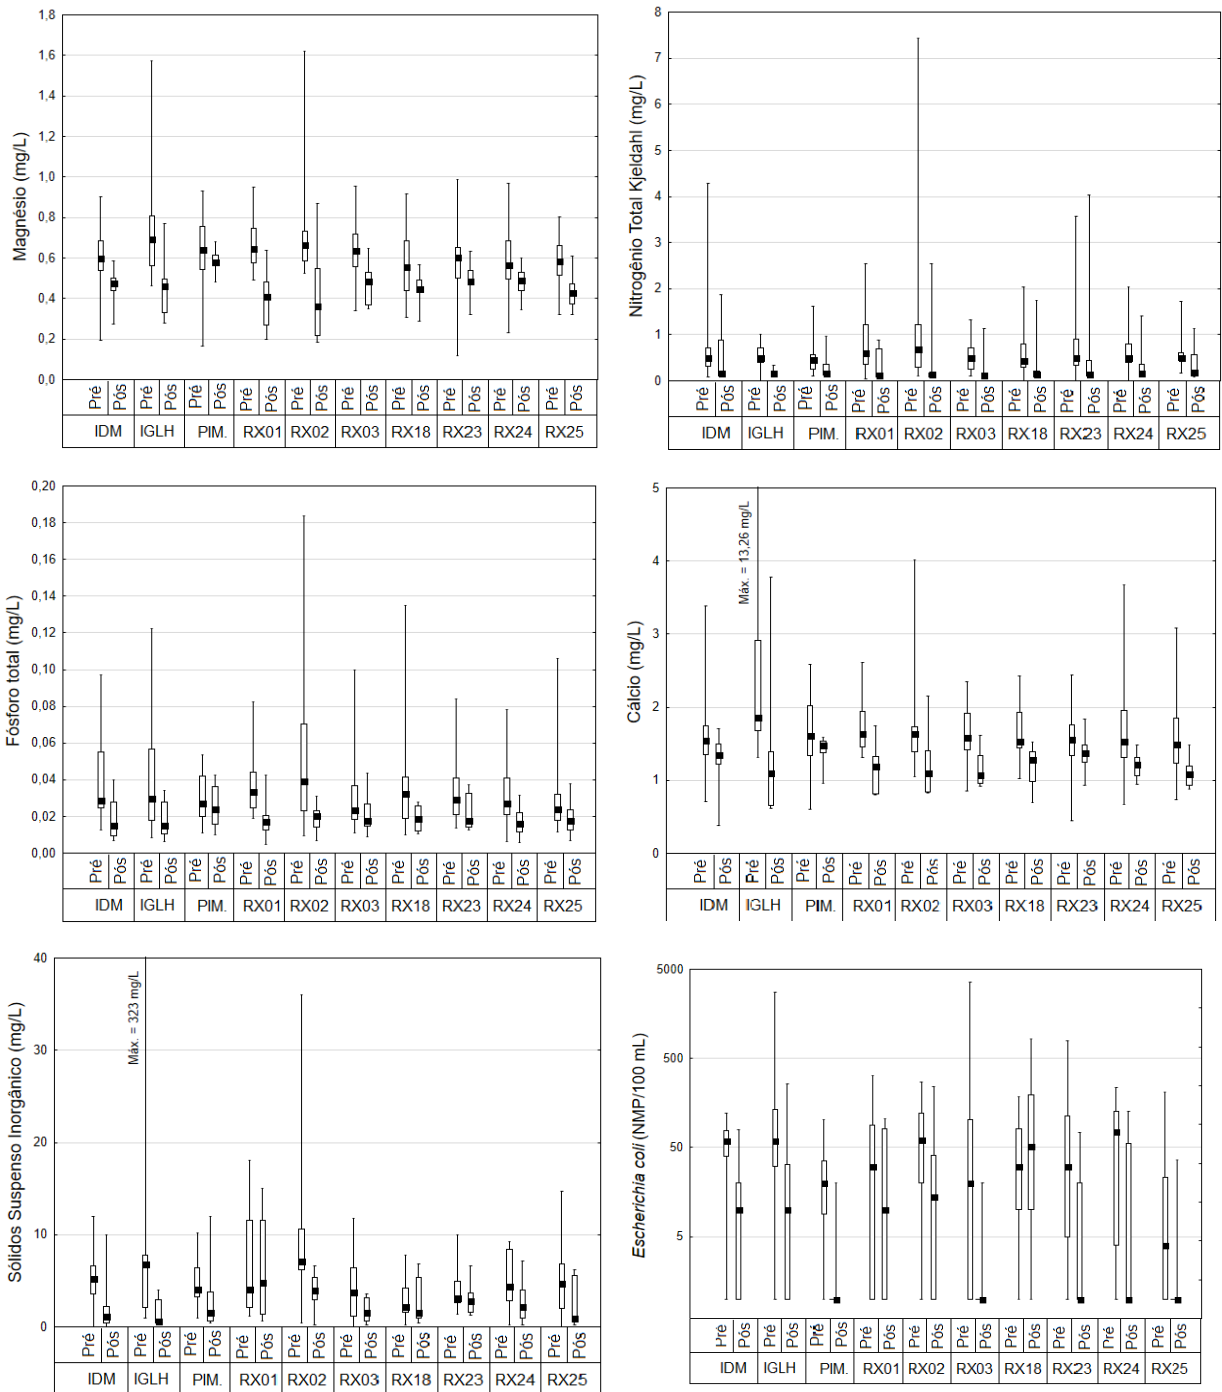 Magnésio (mg/L)
1,8
1,6
1,4
1,2
1,0
0,8
0,6
0,4
0,2
0,0
Pré Pós Pré Pós Pré Pós Pré Pós Pré Pós Pré Pós Pré Pós Pré Pós Pré Pós Pré Pós
IDM IGLH PIM. RX01 RX02 RX03 RX18 RX23 RX24 RX25
Nitrogênio Total Kjeldahl (mg/L)
8
7
6
5
4
3
2
1
0
Pré Pós Pré Pós Pré Pós Pré Pós Pré Pós Pré Pós Pré Pós Pré Pós Pré Pós Pré Pós
IDM IGLH PIM. RX01 RX02 RX03 RX18 RX23 RX24 RX25
Fósforo total (mg/L)
0,20
0,18
0,16
0,14
0,12
0,10
0,08
0,06
0,04
0,02
0,00
Pré Pós Pré Pós Pré Pós Pré Pós Pré Pós Pré Pós Pré Pós Pré Pós Pré Pós Pré Pós
IDM IGLH PIM. RX01 RX02 RX03 RX18 RX23 RX24 RX25
Cálcio (mg/L)
5
4
3
2
1
0
Máx. = 13,26 mg/L
Pré Pós Pré Pós Pré Pós Pré Pós Pré Pós Pré Pós Pré Pós Pré Pós Pré Pós Pré Pós
IDM IGLH PIM. RX01 RX02 RX03 RX18 RX23 RX24 RX25
Sólidos Suspenso Inorgânico (mg/L)
40
30
20
10
0
Máx. = 323 mg/L
Pré Pós Pré Pós Pré Pós Pré Pós Pré Pós Pré Pós Pré Pós Pré Pós Pré Pós Pré Pós
IDM IGLH PIM. RX01 RX02 RX03 RX18 RX23 RX24 RX25
Escherichia coli (NMP/100 mL)
5000
500
50
5
Pré Pós Pré Pós Pré Pós Pré Pós Pré Pós Pré Pós Pré Pós Pré Pós Pré Pós Pré Pós
IDM IGLH PIM. RX01 RX02 RX03 RX18 RX23 RX24 RX25